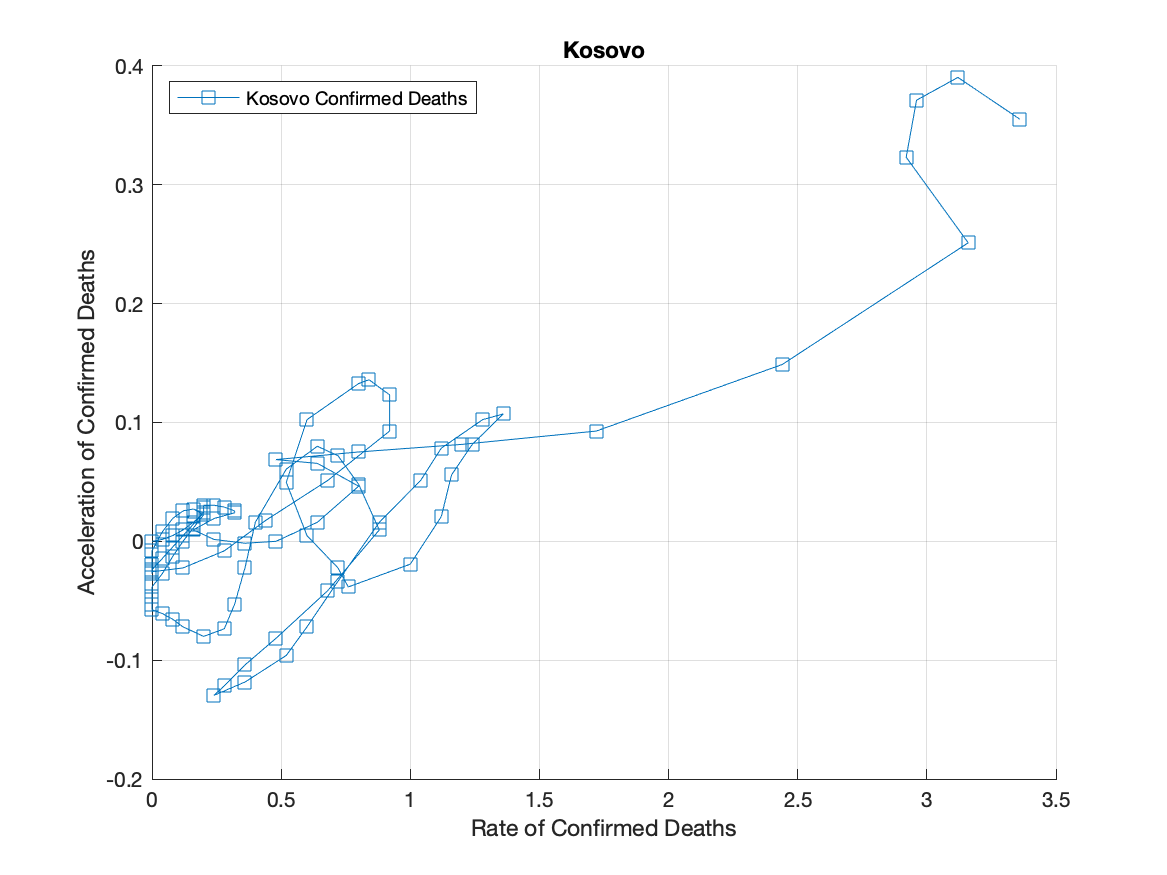 Kosovo
Kosovo Confirmed Deaths
Acceleration of Confirmed Deaths
0.4
0.3
0.2
0.1
0
-0.1
-0.2
0 0.5 1 1.5 2 2.5 3 3.5
Rate of Confirmed Deaths